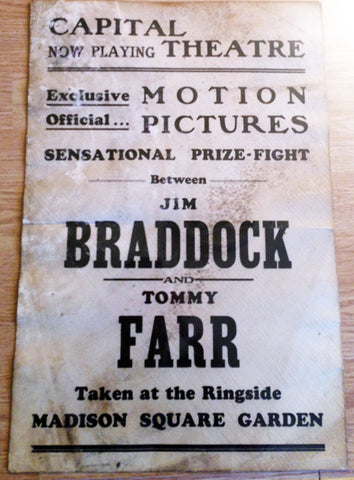 CAPITAL
NOW PLAYING THEATRE
Exclusive MOTION
Official... PICTURES
SENSATIONAL PRIZE-FIGHT
Between
JIM
BRADDOCK
AND
TOMMY
FARR
Taken at the Ringside
MADISON SQUARE GARDEN